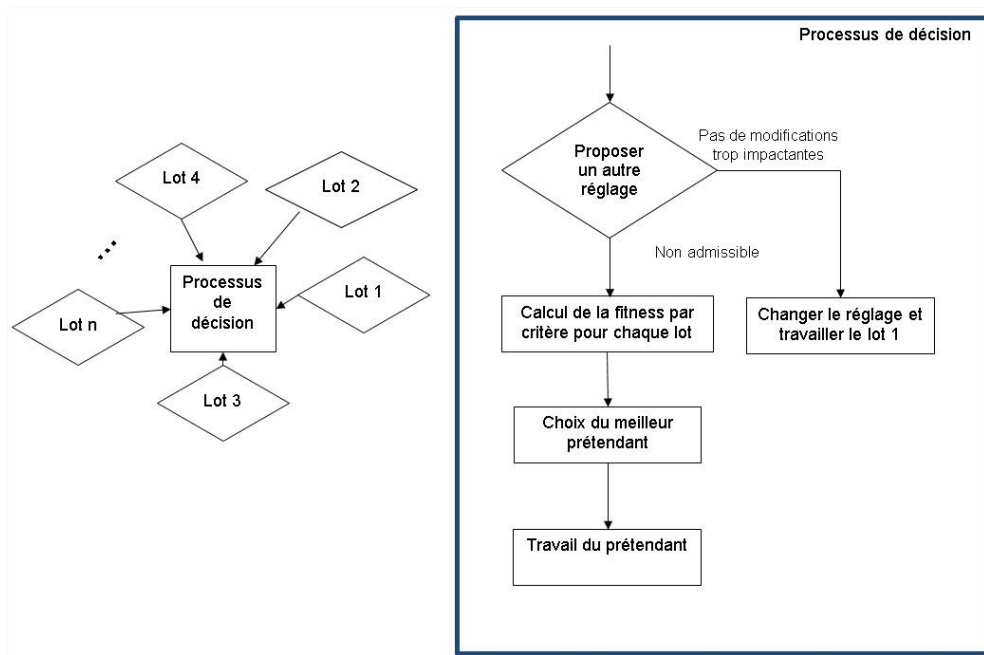 Lot 4
Lot 2
Processus
de
décision
Lot 1
Lot n
Lot 3
Processus de décision
Proposer
un autre
réglage
Pas de modifications
trop impactantes
Non admissible
Calcul de la fitness par
critère pour chaque lot
Changer le réglage et
travailler le lot 1
Choix du meilleur
prétendant
Travail du prétendant